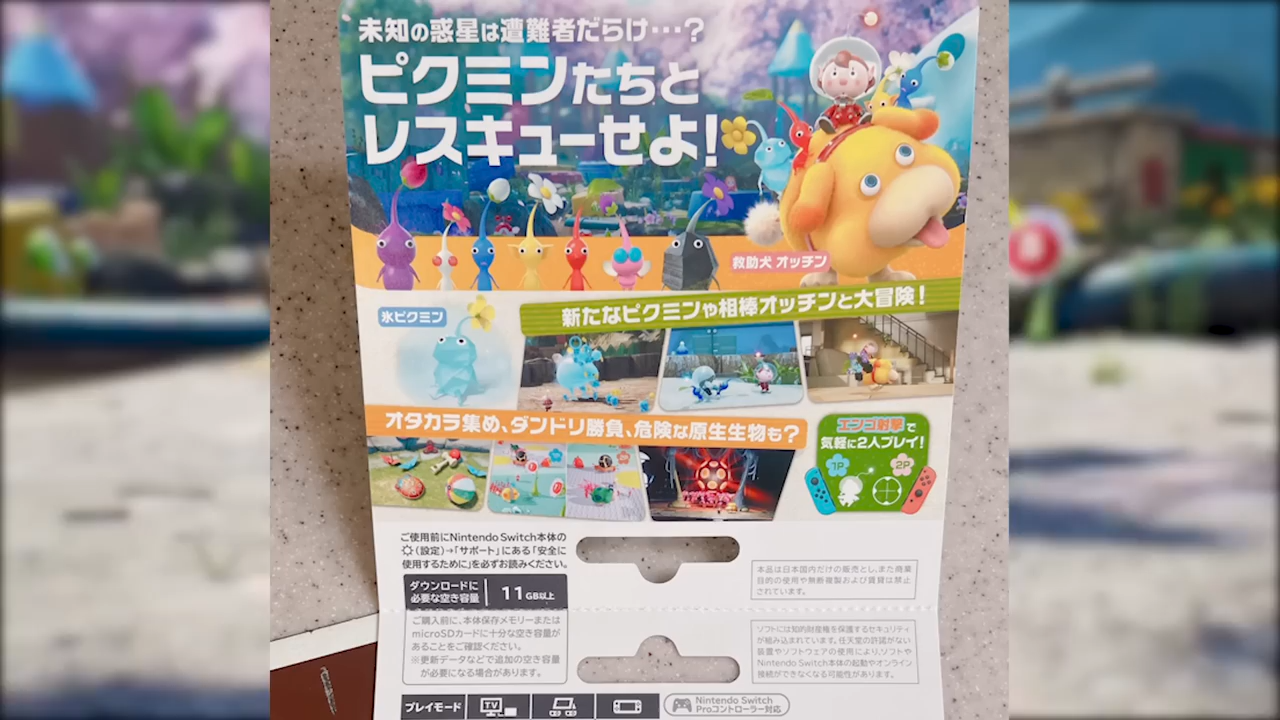 未知の惑星は遭難者だらけ…?
ピクミンたちと
レスキューせよ!
救助犬 オッチン
氷ピクミン
新たなピクミンや相棒オッチンと大冒険!
オタカラ集め、ダンドリ勝負、危険な原生生物も?
エンゴ射撃で
気軽に2人プレイ!
1P
2P
ご使用前にNintendo Switch本体の
(設定)→「サポート」にある「安全に
使用するために」を必ずお読みください。
ダウンロードに
必要な空き容量
11GB以上
ご購入前に、本体保存メモリーまたは
microSDカードに十分な空き容量が
あることをご確認ください。
※更新データなどで追加の空き容量
が必要になる場合があります。
本品は日本国内だけの販売とし、また商業
目的の使用や無断複製および賃貸は禁止
されています。
ソフトには知的財産権を保護するセキュリティ
が組み込まれています。任天堂の許諾がない
装置やソフトウェアの使用により、ソフトや
Nintendo Switch本体の起動やオンライン
接続ができなくなる可能性があります。
プレイモード
TV
Nintendo Switch
Proコントローラー対応